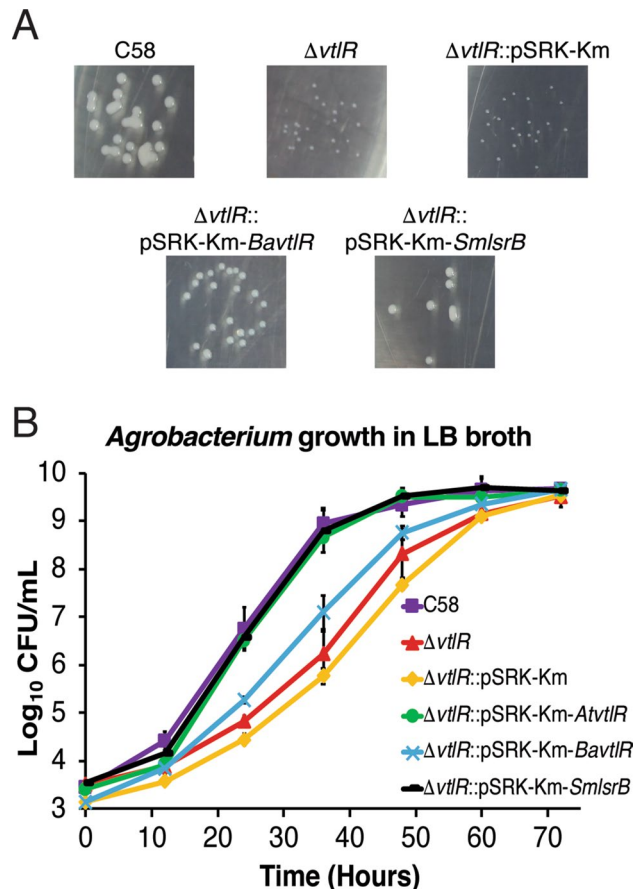 A
C58
ΔvtlR
ΔvtlR::pSRK-Km
ΔvtlR::
pSRK-Km-BavtlR
ΔvtlR::
pSRK-Km-SmlsrB
B
Agrobacterium growth in LB broth
Log₁₀ CFU/mL
10
9
8
7
6
5
4
3
0
10
20
30
40
50
60
70
Time (Hours)
C58
ΔvtlR
ΔvtlR::pSRK-Km
ΔvtlR::pSRK-Km-AtvtlR
ΔvtlR::pSRK-Km-BavtlR
ΔvtlR::pSRK-Km-SmlsrB